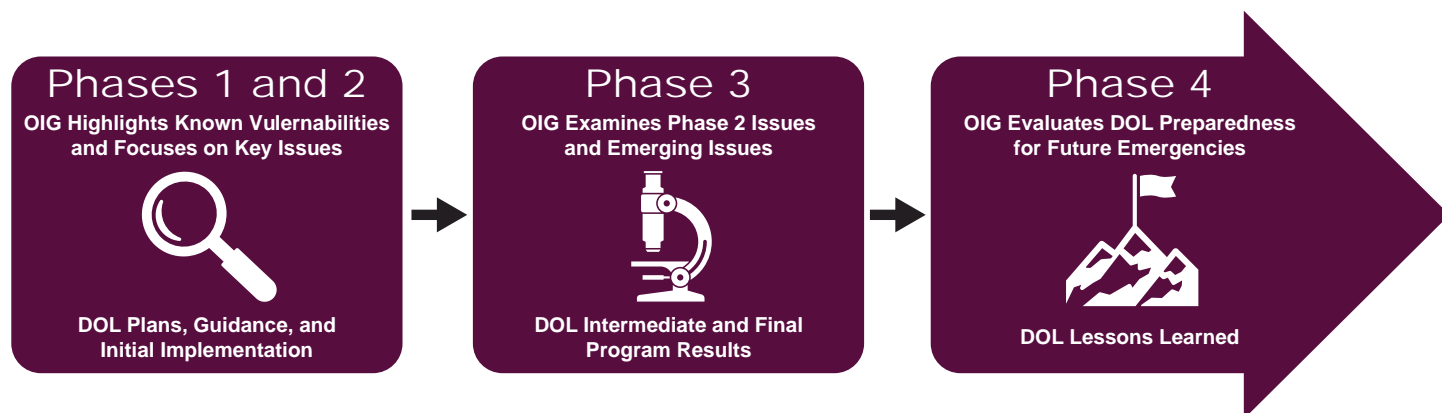 Phases 1 and 2
OIG Highlights Known Vulernabilities
and Focuses on Key Issues
DOL Plans, Guidance, and
Initial Implementation
Phase 3
OIG Examines Phase 2 Issues
and Emerging Issues
DOL Intermediate and Final
Program Results
Phase 4
OIG Evaluates DOL Preparedness
for Future Emergencies
DOL Lessons Learned